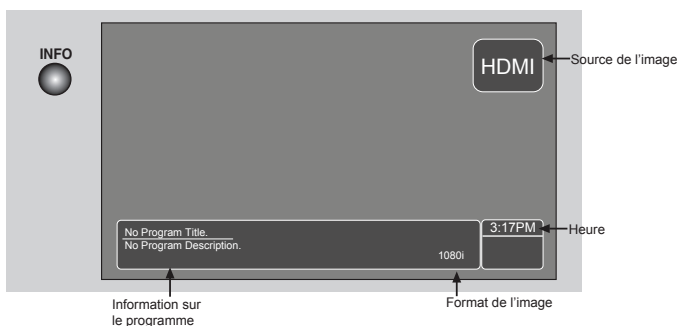 INFO
HDMI
Source de l'image
No Program Title.
No Program Description.
1080i
3:17PM
Heure
Information sur
le programme
Format de l'image